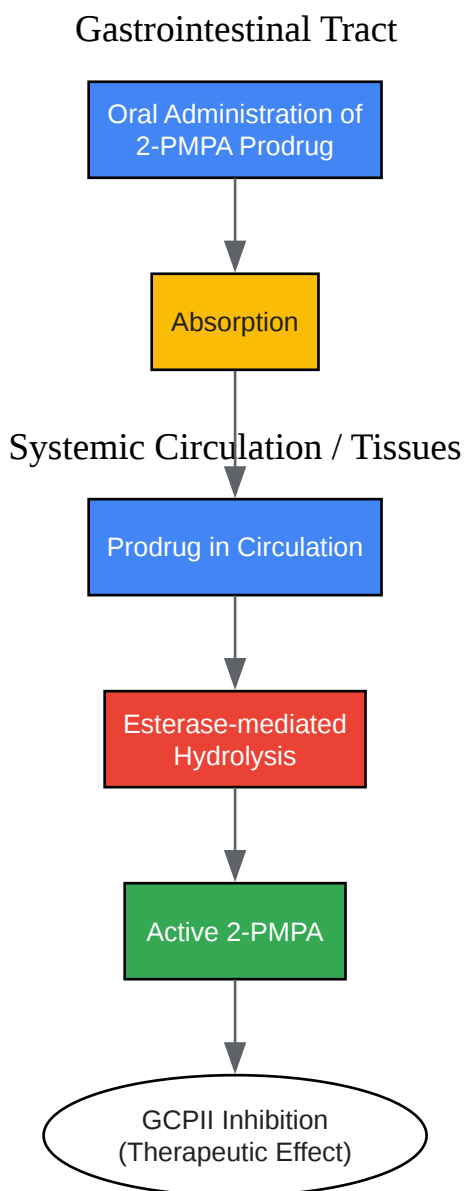 Gastrointestinal Tract
Oral Administration of
2-PMPA Prodrug
Absorption
Systemic Circulation / Tissues
Prodrug in Circulation
Esterase-mediated
Hydrolysis
Active 2-PMPA
GCPII Inhibition
(Therapeutic Effect)